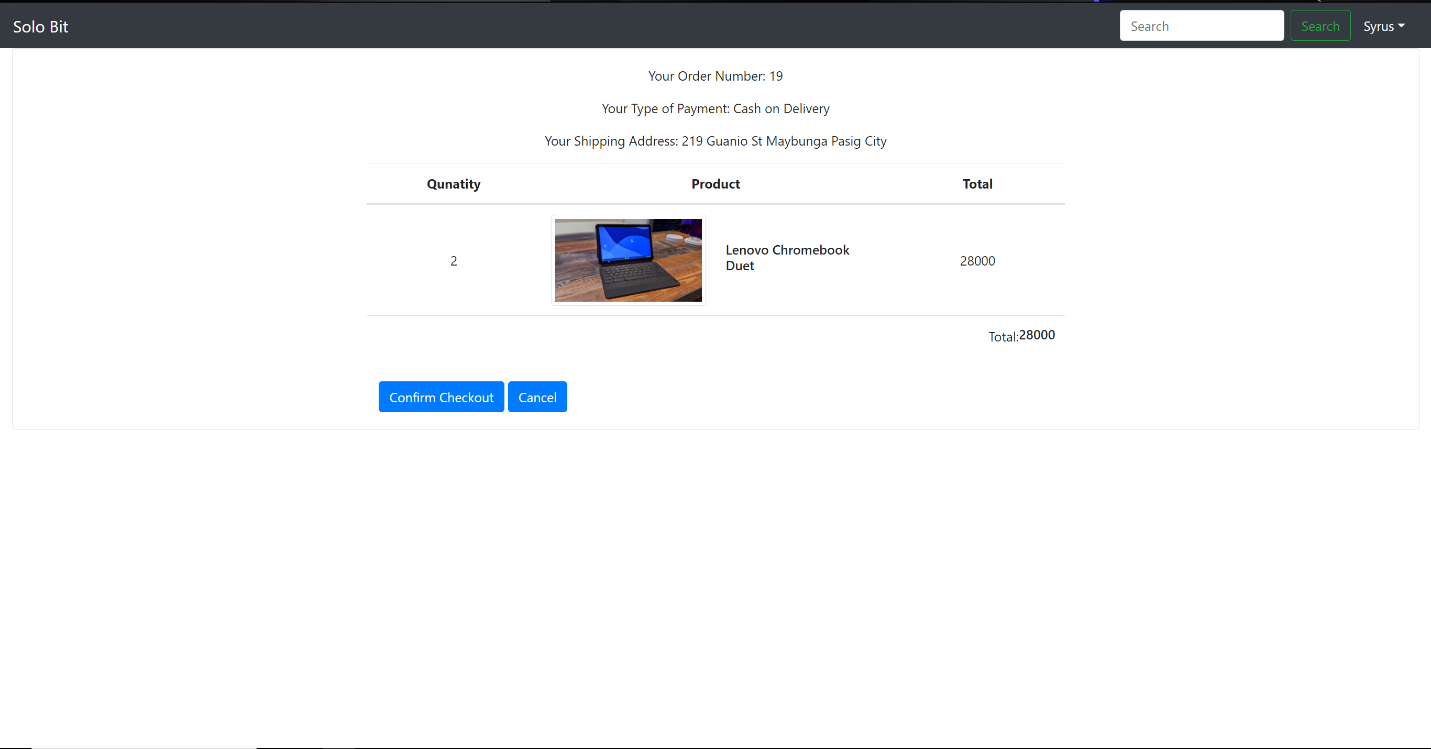 Solo Bit
Search
Search
Syrus
Your Order Number: 19
Your Type of Payment: Cash on Delivery
Your Shipping Address: 219 Guanio St Maybunga Pasig City
Qunatity Product Total
2
Lenovo Chromebook
Duet
28000
Total:28000
Confirm Checkout Cancel